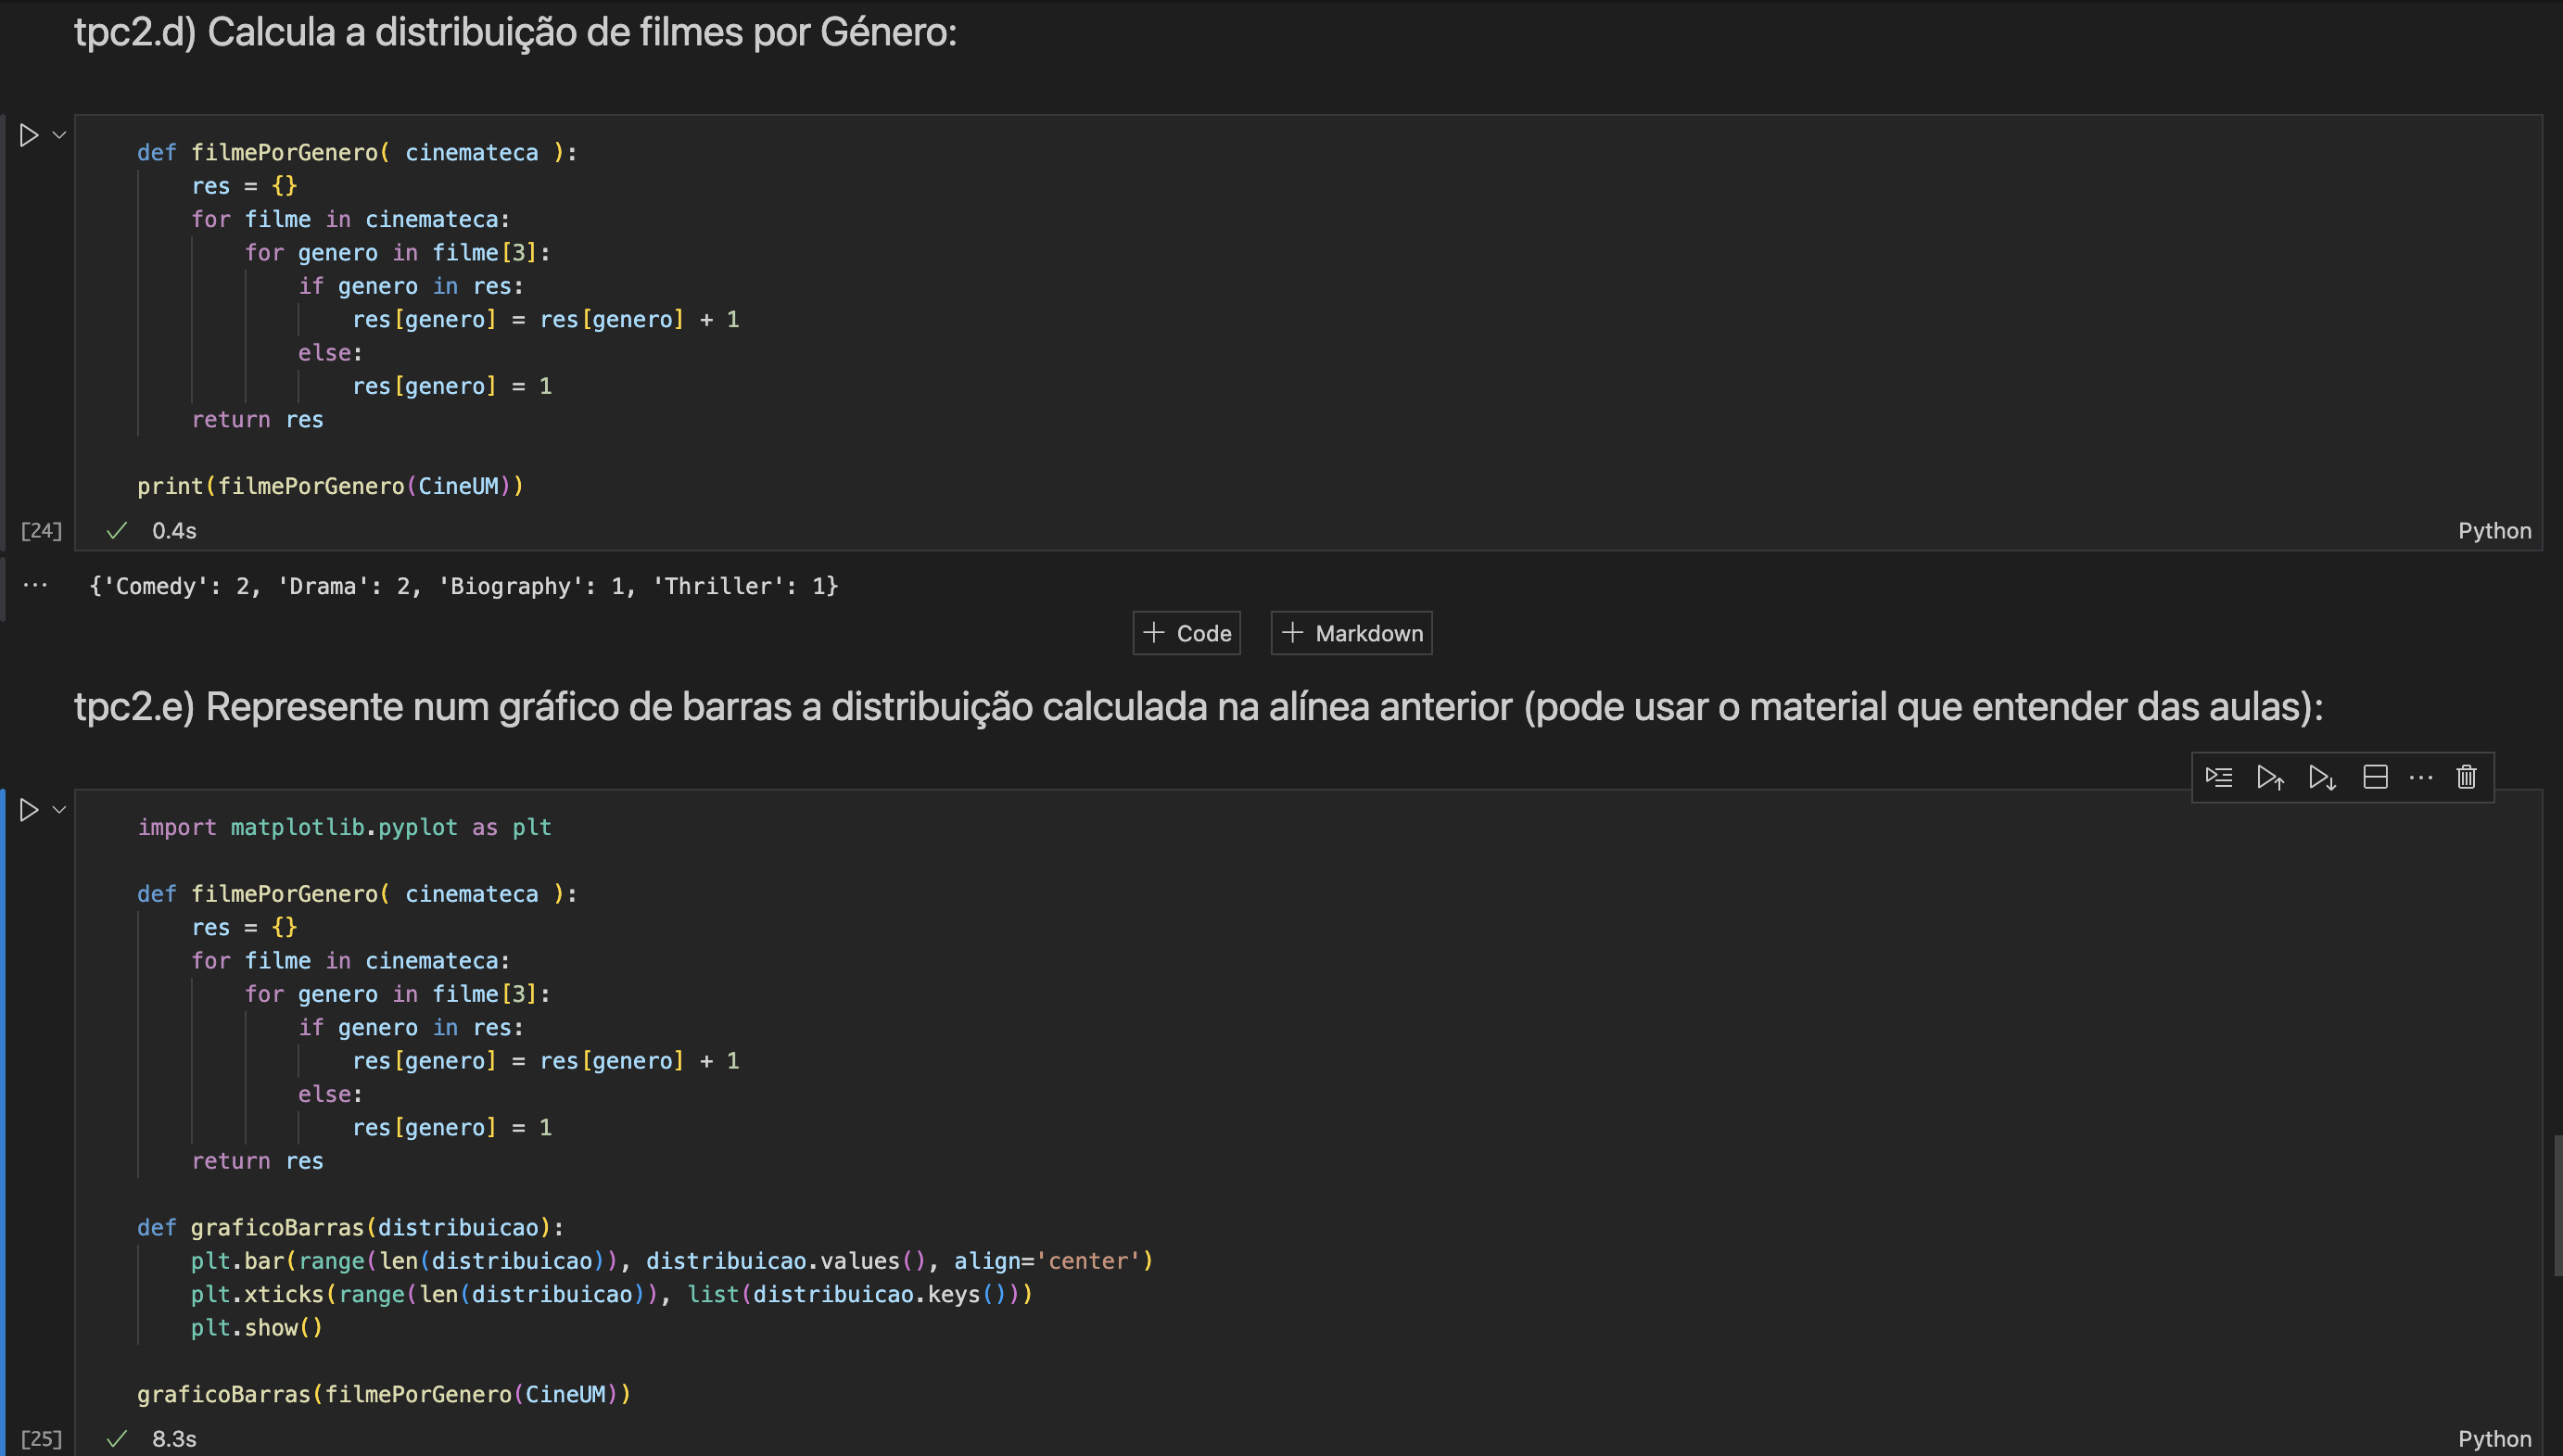 tpc2.d) Calcula a distribuição de filmes por Género:
def filmePorGenero( cinemateca ):
    res = {}
    for filme in cinemateca:
        for genero in filme[3]:
            if genero in res:
                res[genero] = res[genero] + 1
            else:
                res[genero] = 1
    return res
print(filmePorGenero(CineUM))
[24] 0.4s Python
... {'Comedy': 2, 'Drama': 2, 'Biography': 1, 'Thriller': 1}
+ Code + Markdown
tpc2.e) Represente num gráfico de barras a distribuição calculada na alínea anterior (pode usar o material que entender das aulas):
import matplotlib.pyplot as plt
def filmePorGenero( cinemateca ):
    res = {}
    for filme in cinemateca:
        for genero in filme[3]:
            if genero in res:
                res[genero] = res[genero] + 1
            else:
                res[genero] = 1
    return res
def graficoBarras(distribuicao):
    plt.bar(range(len(distribuicao)), distribuicao.values(), align='center')
    plt.xticks(range(len(distribuicao)), list(distribuicao.keys()))
    plt.show()
graficoBarras(filmePorGenero(CineUM))
[25] 8.3s Python